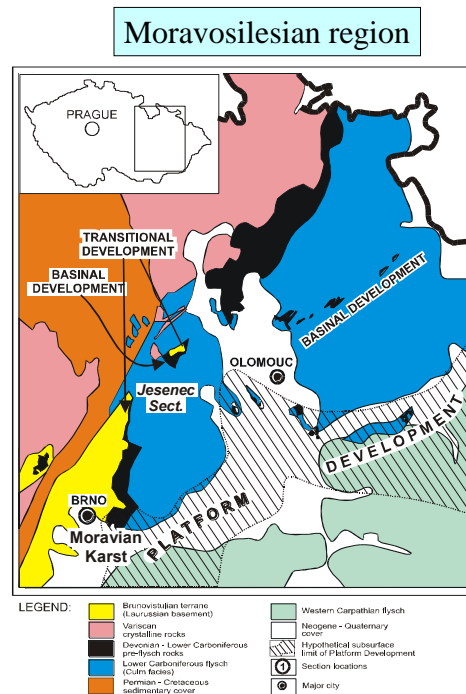 Moravosilesian region
PRAGUE
TRANSITIONAL
DEVELOPMENT
BASINAL
DEVELOPMENT
BASINAL DEVELOPMENT
OLOMOUC
Jesenec
Sect.
DEVELOPMENT
PLATFORM
BRNO
Moravian
Karst
LEGEND:
Brunovistulian terrane
(Laurussian basement)
Variscan
crystalline rocks
Devonian - Lower Carboniferous
pre-flysch rocks
Lower Carboniferous flysch
(Culm facies)
Permian - Cretaceous
sedimentary cover
Western Carpathian flysch
Neogene - Quaternary
cover
Hypothetical subsurface
limit of Platform Development
1 Section locations
Major city